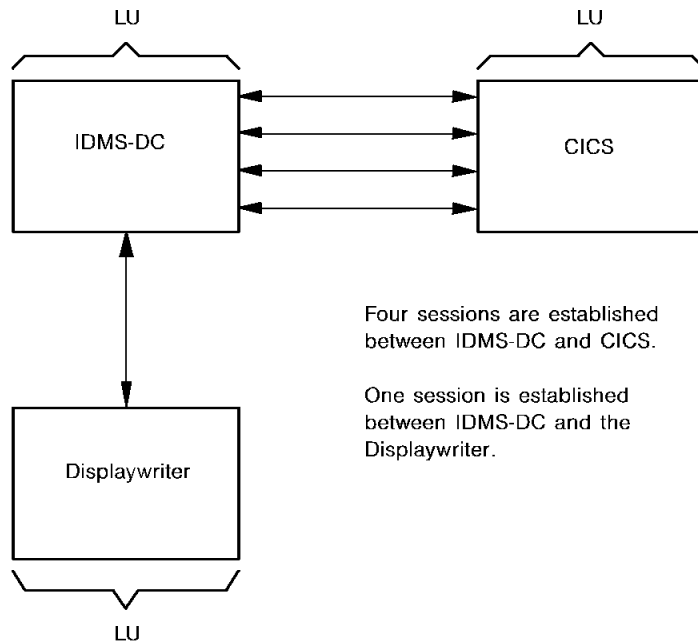 LU
LU
IDMS-DC
CICS
Four sessions are established
between IDMS-DC and CICS.
One session is established
between IDMS-DC and the
Displaywriter.
Displaywriter
LU